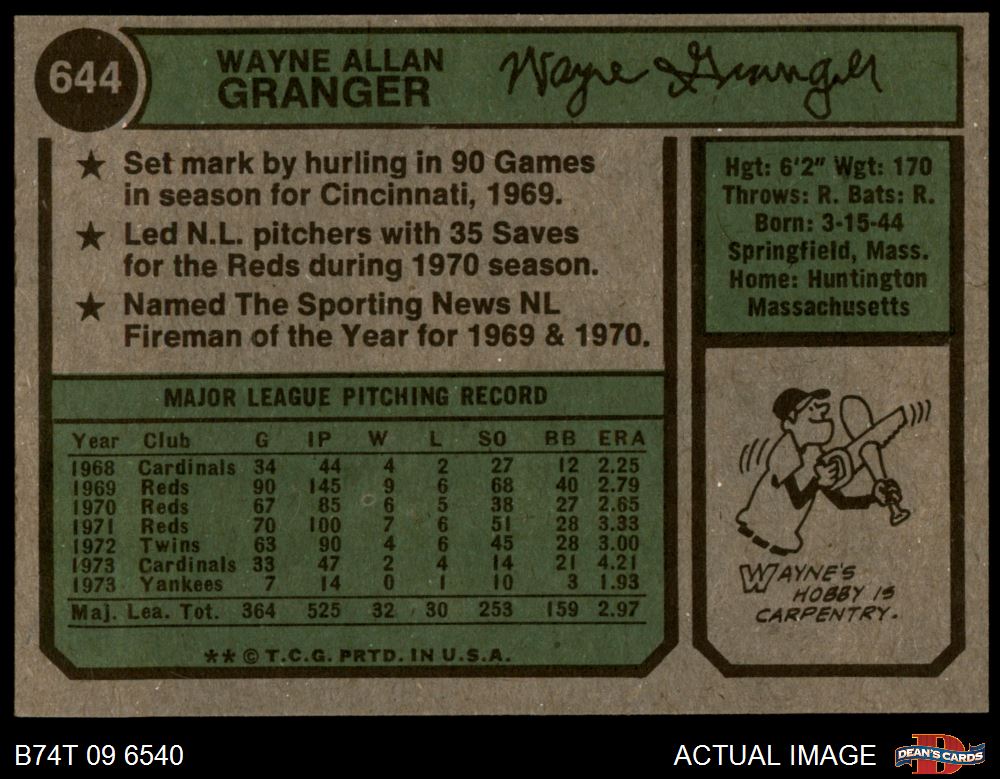 644
WAYNE ALLAN
GRANGER
Wayne Granger
★ Set mark by hurling in 90 Games
in season for Cincinnati, 1969.
★ Led N.L. pitchers with 35 Saves
for the Reds during 1970 season.
★ Named The Sporting News NL
Fireman of the Year for 1969 & 1970.
Hgt: 6'2" Wgt: 170
Throws: R. Bats: R.
Born: 3-15-44
Springfield, Mass.
Home: Huntington
Massachusetts
MAJOR LEAGUE PITCHING RECORD
Year Club G IP W L SO BB ERA
1968 Cardinals 34 44 4 2 27 12 2.25
1969 Reds 90 145 9 6 68 40 2.79
1970 Reds 67 85 6 5 38 27 2.65
1971 Reds 70 100 7 6 51 28 3.33
1972 Twins 63 90 4 6 45 28 3.00
1973 Cardinals 33 47 2 4 14 21 4.21
1973 Yankees 7 14 0 1 10 3 1.93
Maj. Lea. Tot. 364 525 32 30 253 159 2.97
WAYNE'S
HOBBY IS
CARPENTRY.
** © T.C.G. PRTD. IN U.S.A.
B74T 09 6540
ACTUAL IMAGE
DEAN'S CARDS